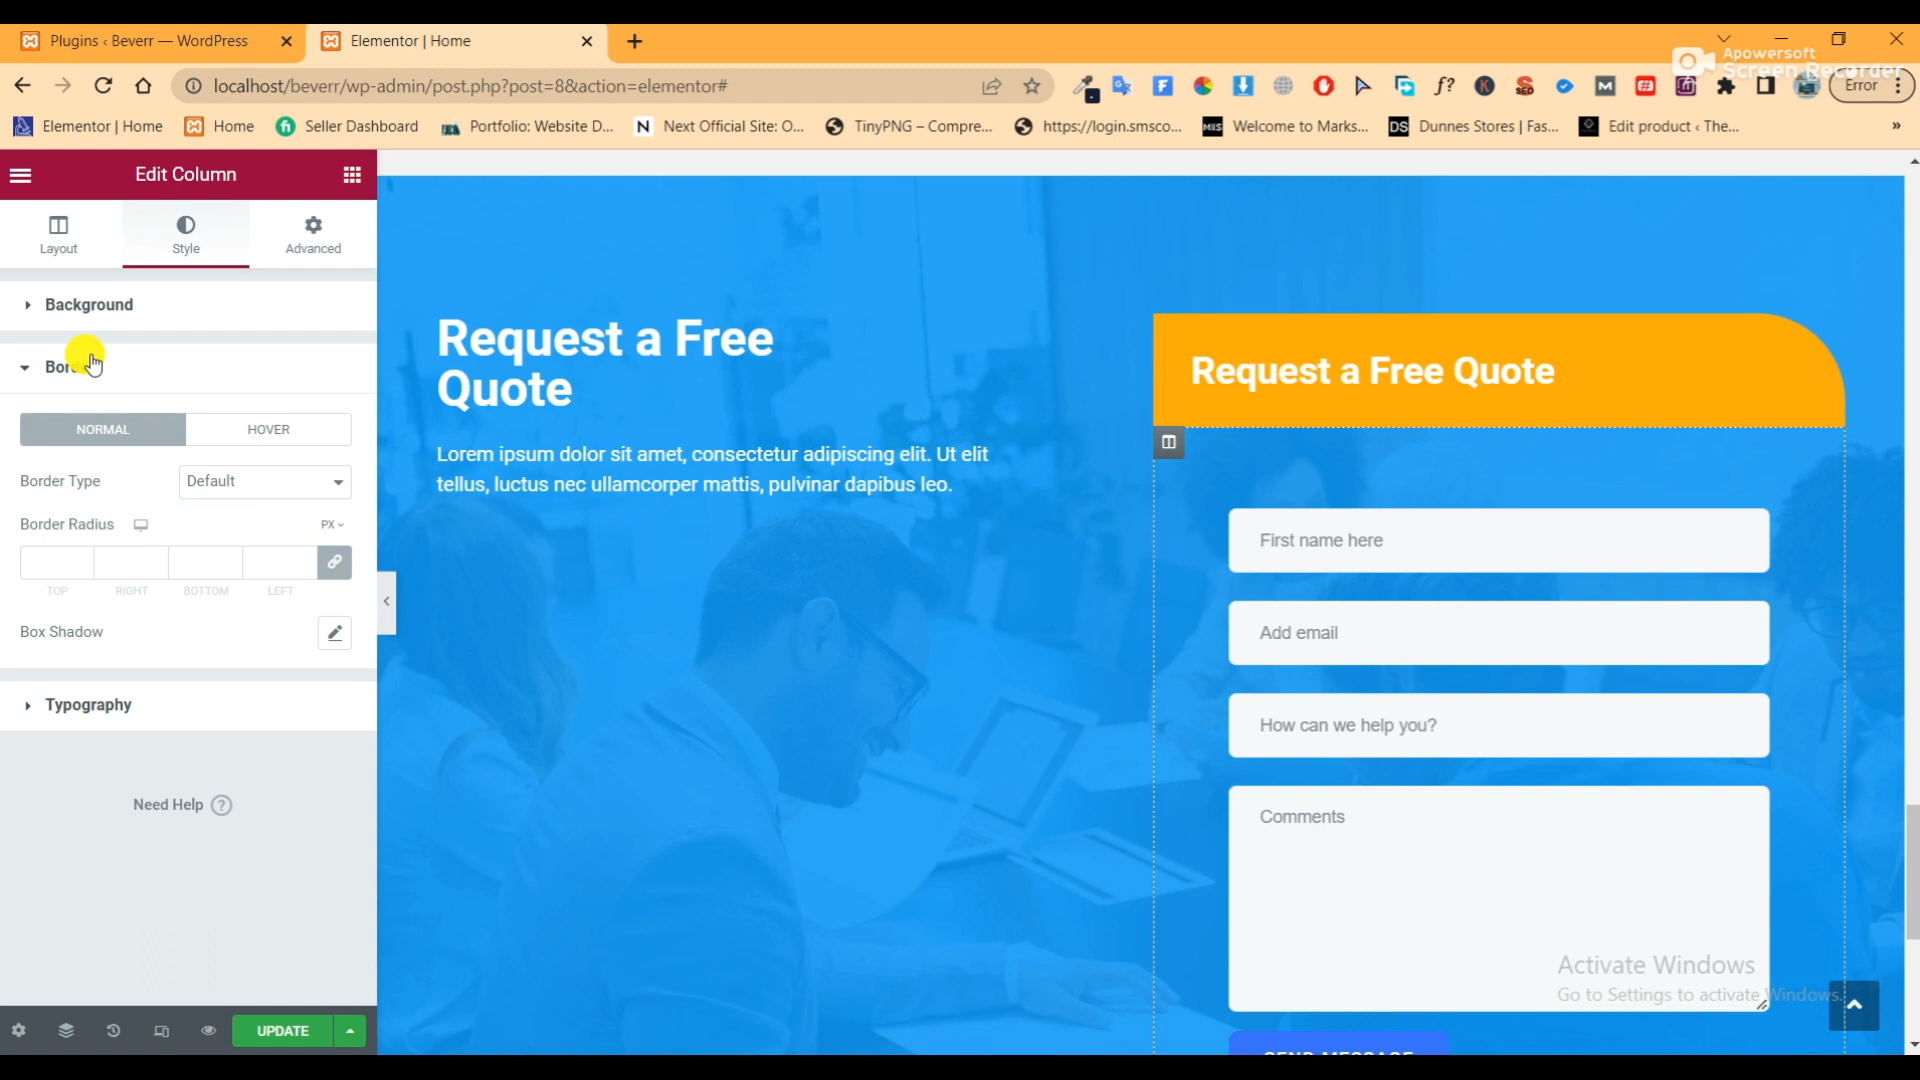 Plugins ‹ Beverr — WordPress
Elementor | Home
Apowersoft
Screen Recorder
localhost/beverr/wp-admin/post.php?post=8&action=elementor#
Error
Elementor | Home
Home
Seller Dashboard
Portfolio: Website D...
Next Official Site: O...
TinyPNG – Compre...
https://login.smsco...
Welcome to Marks...
Dunnes Stores | Fas...
Edit product ‹ The...
Edit Column
Layout
Style
Advanced
Background
NORMAL
HOVER
Border Type
Default
Border Radius
PX
TOP
RIGHT
BOTTOM
LEFT
Box Shadow
Typography
Need Help
UPDATE
Request a Free
Quote
Lorem ipsum dolor sit amet, consectetur adipiscing elit. Ut elit
tellus, luctus nec ullamcorper mattis, pulvinar dapibus leo.
Request a Free Quote
First name here
Add email
How can we help you?
Comments
Activate Windows
Go to Settings to activate Windows.
SEND MESSAGE